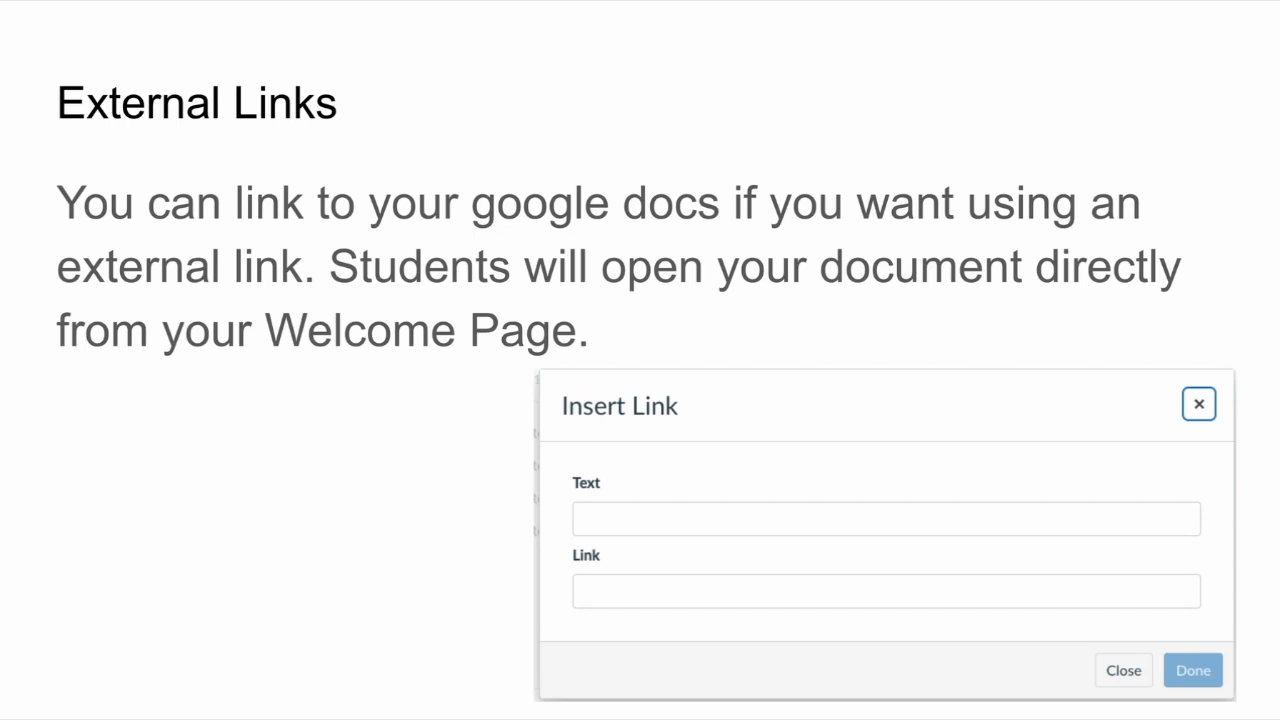 External Links
You can link to your google docs if you want using an
external link. Students will open your document directly
from your Welcome Page.
Insert Link
Text
Link
Close Done